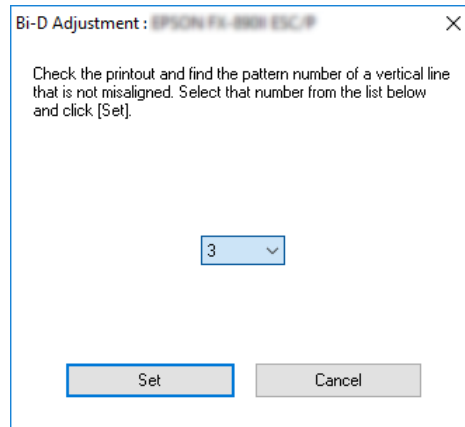 Bi-D Adjustment :
Check the printout and find the pattern number of a vertical line
that is not misaligned. Select that number from the list below
and click [Set].
3
Set
Cancel